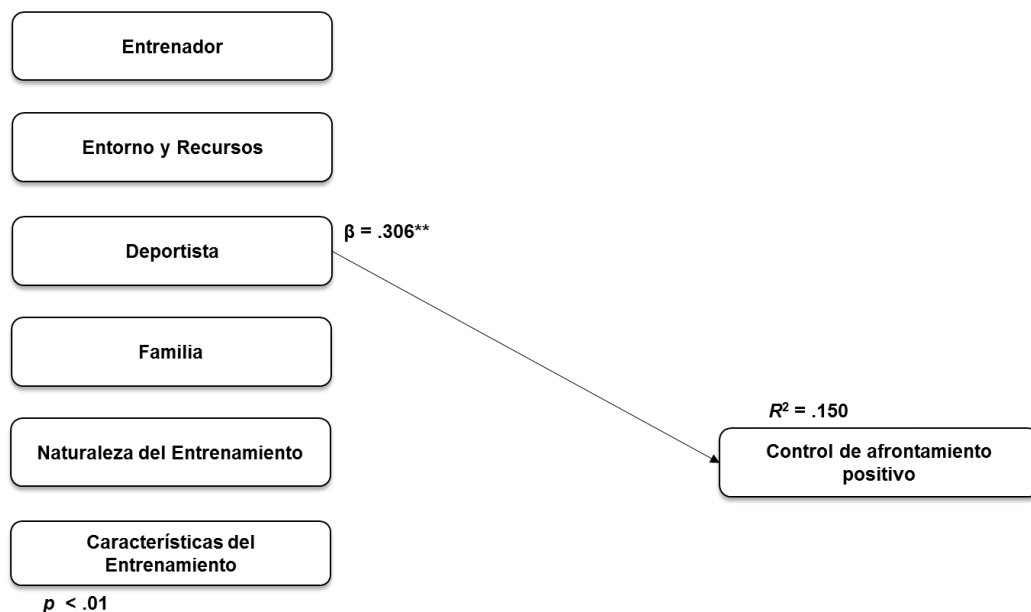 Entrenador
Entorno y Recursos
Deportista
β = .306**
Familia
R² = .150
Naturaleza del Entrenamiento
Control de afrontamiento
positivo
Características del
Entrenamiento
p < .01